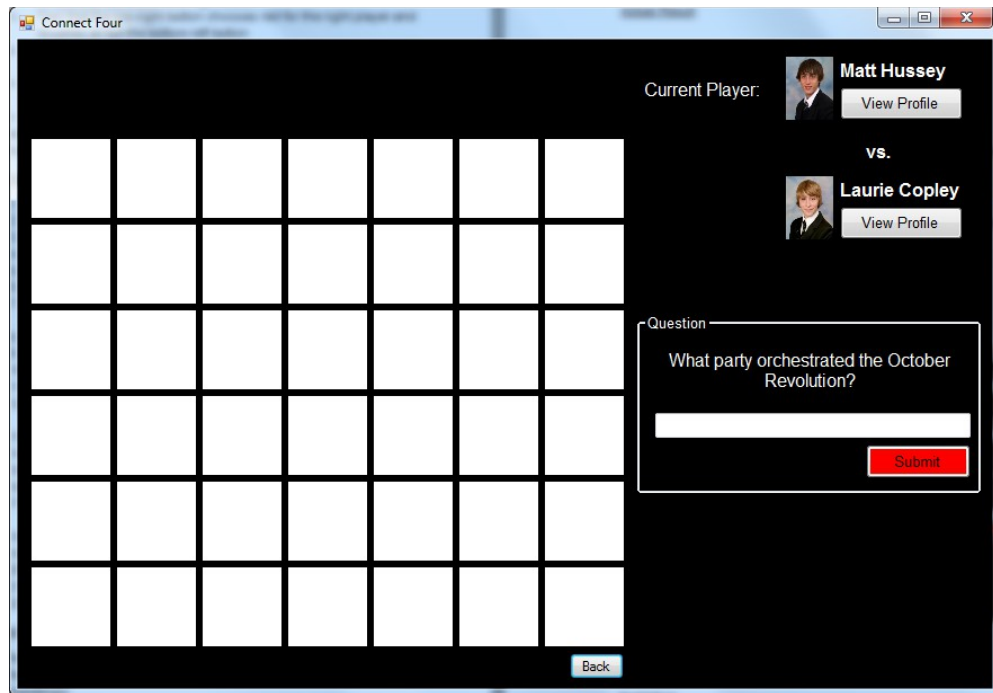 Connect Four
Current Player:
Matt Hussey
View Profile
vs.
Laurie Copley
View Profile
Question
What party orchestrated the October
Revolution?
Submit
Back